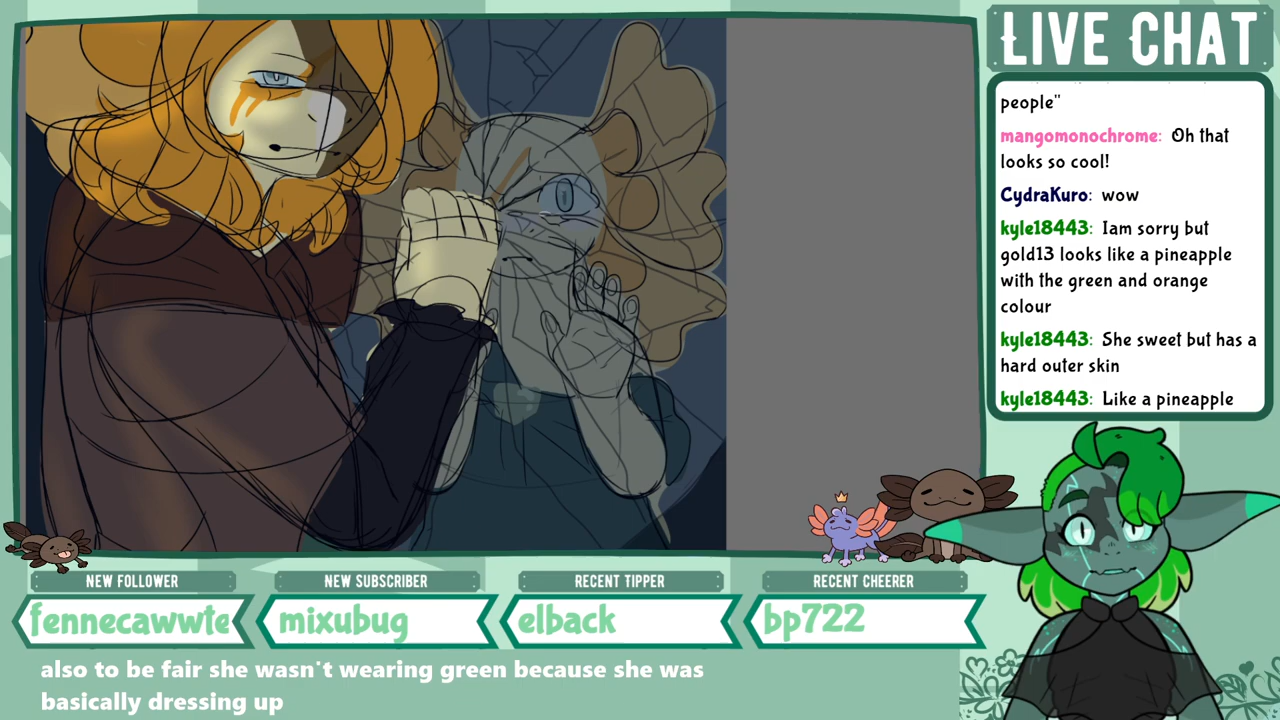 LIVE CHAT
people"
mangomonochrome: Oh that
looks so cool!
CydraKuro: wow
kyle18443: Iam sorry but
gold13 looks like a pineapple
with the green and orange
colour
kyle18443: She sweet but has a
hard outer skin
kyle18443: Like a pineapple
NEW FOLLOWER
NEW SUBSCRIBER
RECENT TIPPER
RECENT CHEERER
fennecawwte
mixubug
elback
bp722
also to be fair she wasn't wearing green because she was
basically dressing up